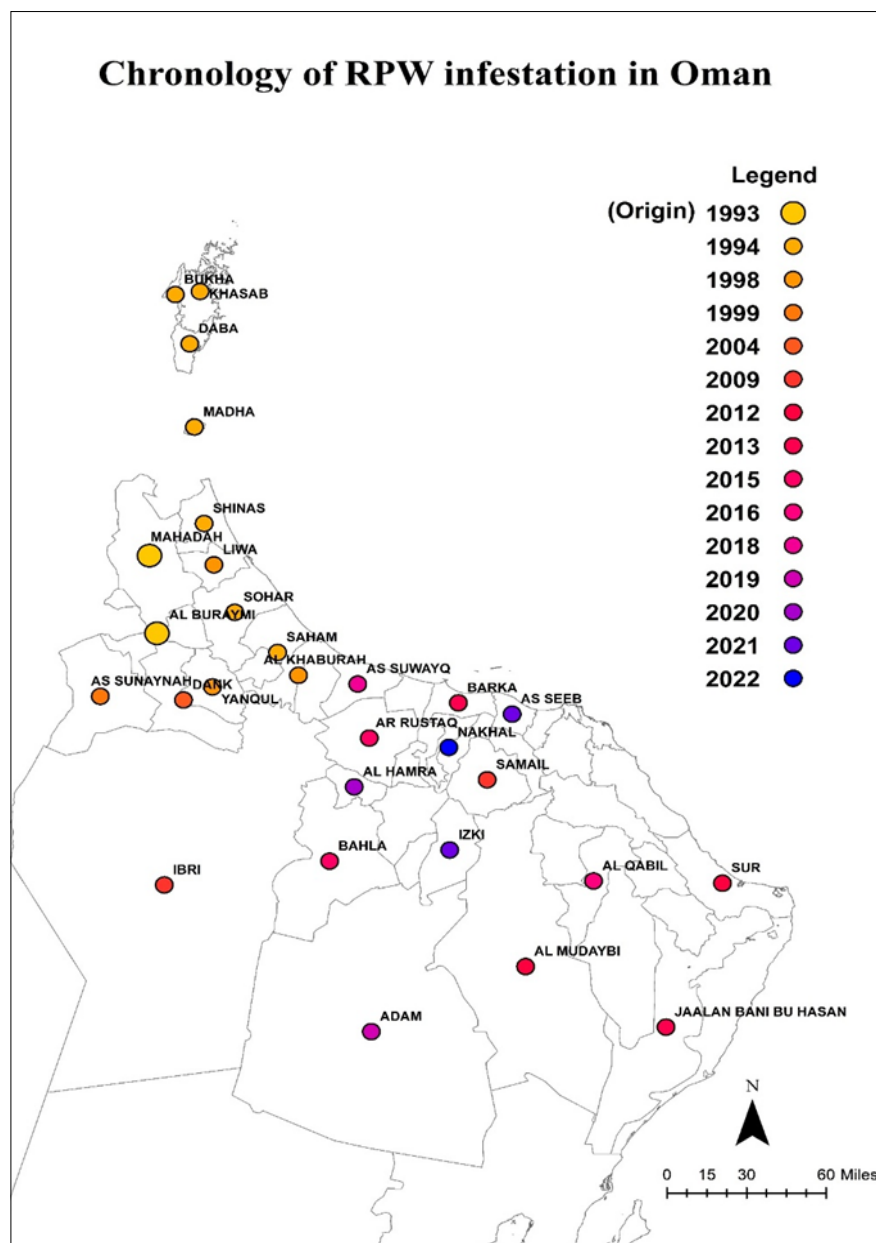 Chronology of RPW infestation in Oman
Legend
(Origin) 1993
1994
1998
1999
2004
2009
2012
2013
2015
2016
2018
2019
2020
2021
2022
BUKHA
KHASAB
DABA
MADHA
SHINAS
MAHADAH
LIWA
SOHAR
AL BURAYMI
SAHAM
AL KHABURAH
AS SUWAYQ
AS SUNAYNAH
DANK
YANQUL
BARKA
AS SEEB
AR RUSTAQ
NAKHAL
SAMAIL
AL HAMRA
IZKI
BAHLA
IBRI
AL QABIL
SUR
AL MUDAYBI
ADAM
JAALAN BANI BU HASAN
N
0 15 30 60 Miles